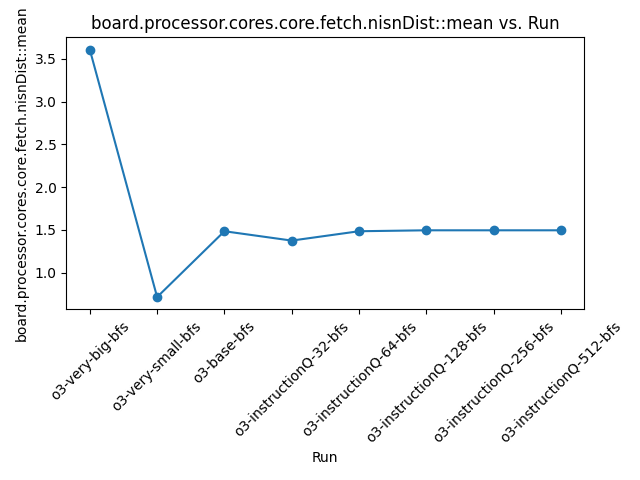 board.processor.cores.core.fetch.nisnDist::mean vs. Run
board.processor.cores.core.fetch.nisnDist::mean
3.5
3.0
2.5
2.0
1.5
1.0
o3-very-big-bfs
o3-very-small-bfs
o3-base-bfs
o3-instructionQ-32-bfs
o3-instructionQ-64-bfs
o3-instructionQ-128-bfs
o3-instructionQ-256-bfs
o3-instructionQ-512-bfs
Run